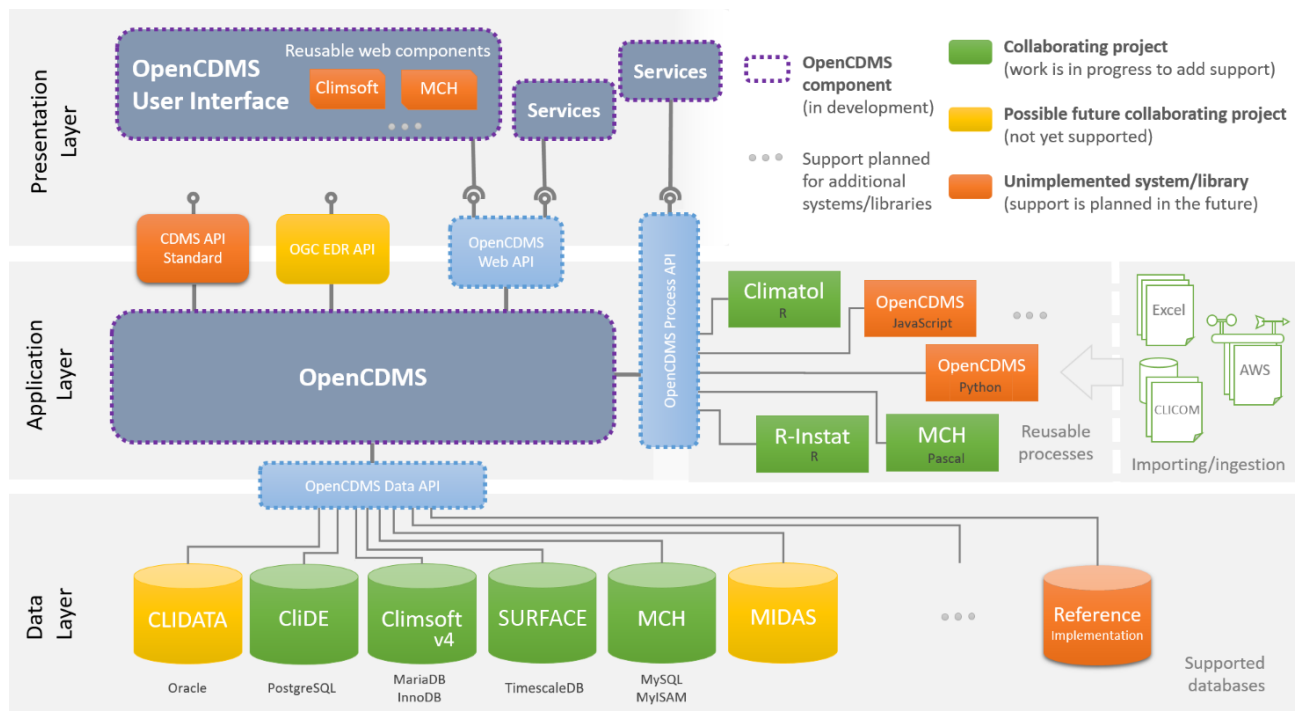 Presentation
Layer
OpenCDMS
User Interface
Reusable web components
Climsoft
MCH
Services
Services
OpenCDMS
component
(in development)
Support planned
for additional
systems/libraries
Collaborating project
(work is in progress to add support)
Possible future collaborating project
(not yet supported)
Unimplemented system/library
(support is planned in the future)
CDMS API
Standard
OGC EDR API
OpenCDMS
Web API
OpenCDMS Process API
Application
Layer
OpenCDMS
Climatol
R
OpenCDMS
JavaScript
OpenCDMS
Python
R-Instat
R
MCH
Pascal
Reusable
processes
Excel
AWS
CLICOM
Importing/ingestion
OpenCDMS Data API
Data
Layer
CLIDATA
Oracle
CliDE
PostgreSQL
Climsoft
v4
MariaDB
InnoDB
SURFACE
TimescaleDB
MCH
MySQL
MyISAM
MIDAS
Reference
Implementation
Supported
databases